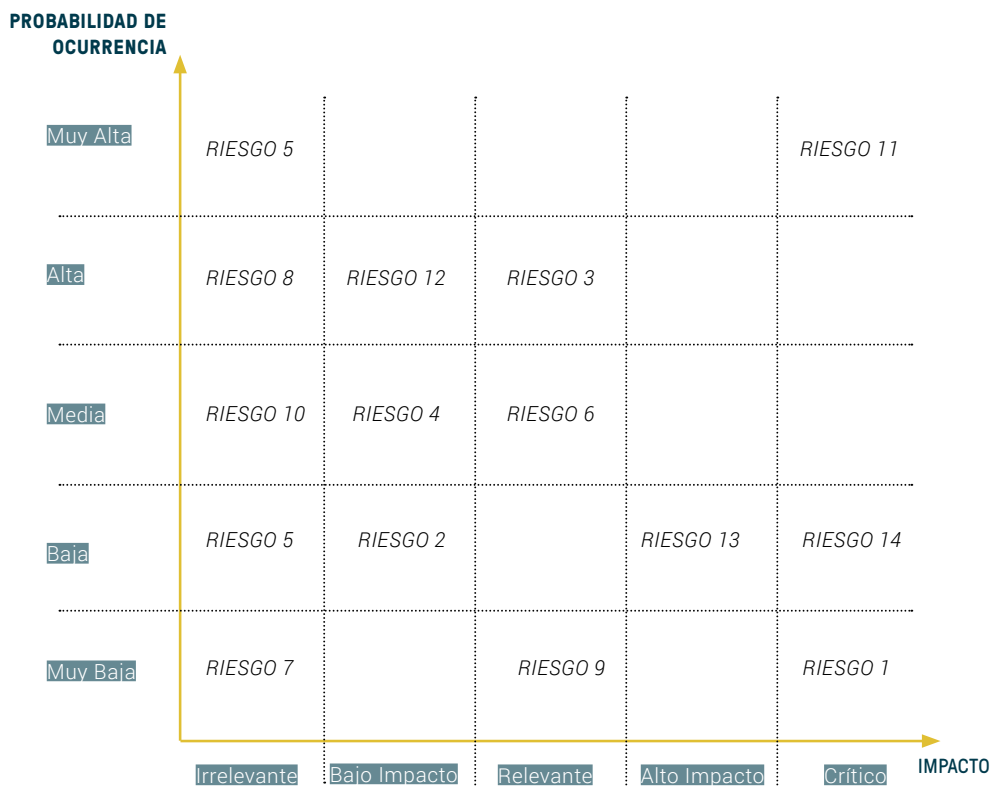 PROBABILIDAD DE
OCURRENCIA
Muy Alta
RIESGO 5
RIESGO 11
Alta
RIESGO 8
RIESGO 12
RIESGO 3
Media
RIESGO 10
RIESGO 4
RIESGO 6
Baja
RIESGO 5
RIESGO 2
RIESGO 13
RIESGO 14
Muy Baja
RIESGO 7
RIESGO 9
RIESGO 1
Irrelevante
Bajo Impacto
Relevante
Alto Impacto
Crítico
IMPACTO